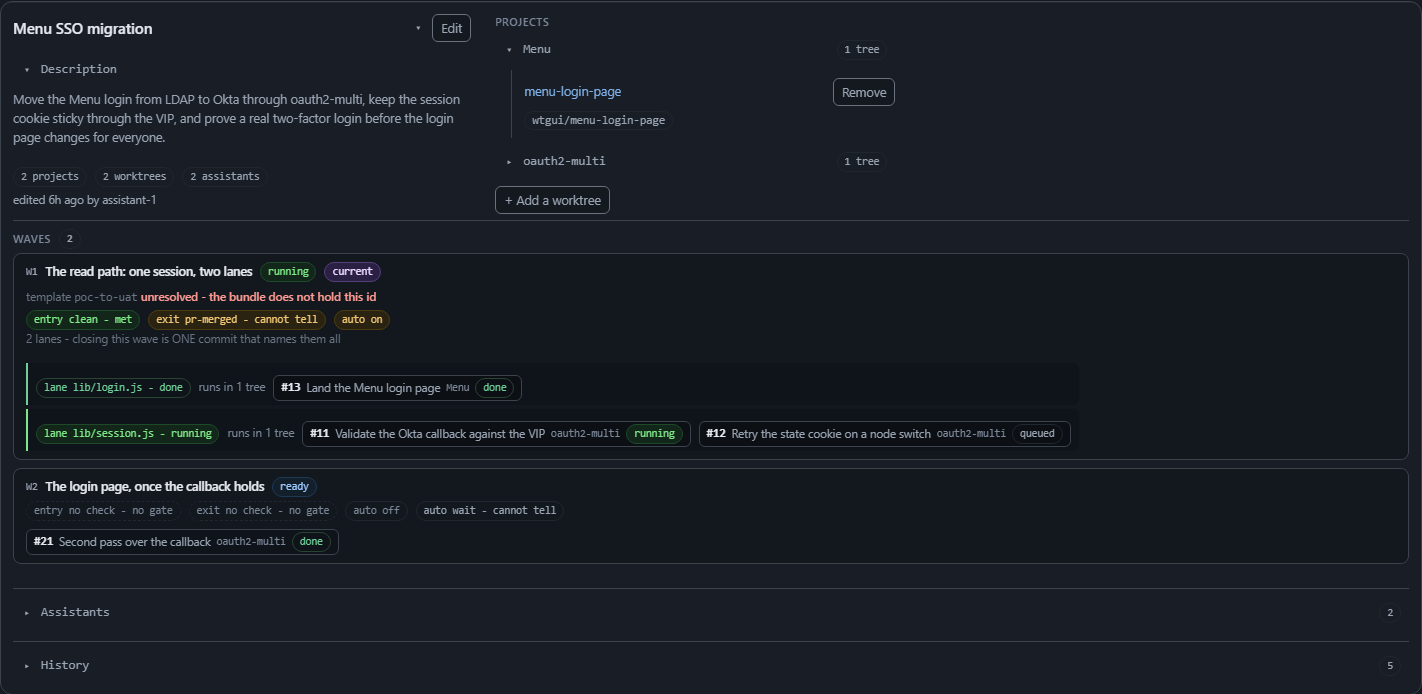 Menu SSO migration
Edit
Description
Move the Menu login from LDAP to Okta through oauth2-multi, keep the session
cookie sticky through the VIP, and prove a real two-factor login before the login
page changes for everyone.
2 projects 2 worktrees 2 assistants
edited 6h ago by assistant-1
PROJECTS
Menu 1 tree
menu-login-page Remove
wtgui/menu-login-page
oauth2-multi 1 tree
+ Add a worktree
WAVES 2
W1 The read path: one session, two lanes running current
template poc-to-uat unresolved - the bundle does not hold this id
entry clean - met exit pr-merged - cannot tell auto on
2 lanes - closing this wave is ONE commit that names them all
lane lib/login.js - done runs in 1 tree #13 Land the Menu login page Menu done
lane lib/session.js - running runs in 1 tree #11 Validate the Okta callback against the VIP oauth2-multi running #12 Retry the state cookie on a node switch oauth2-multi queued
W2 The login page, once the callback holds ready
entry no check - no gate exit no check - no gate auto off auto wait - cannot tell
#21 Second pass over the callback oauth2-multi done
Assistants 2
History 5